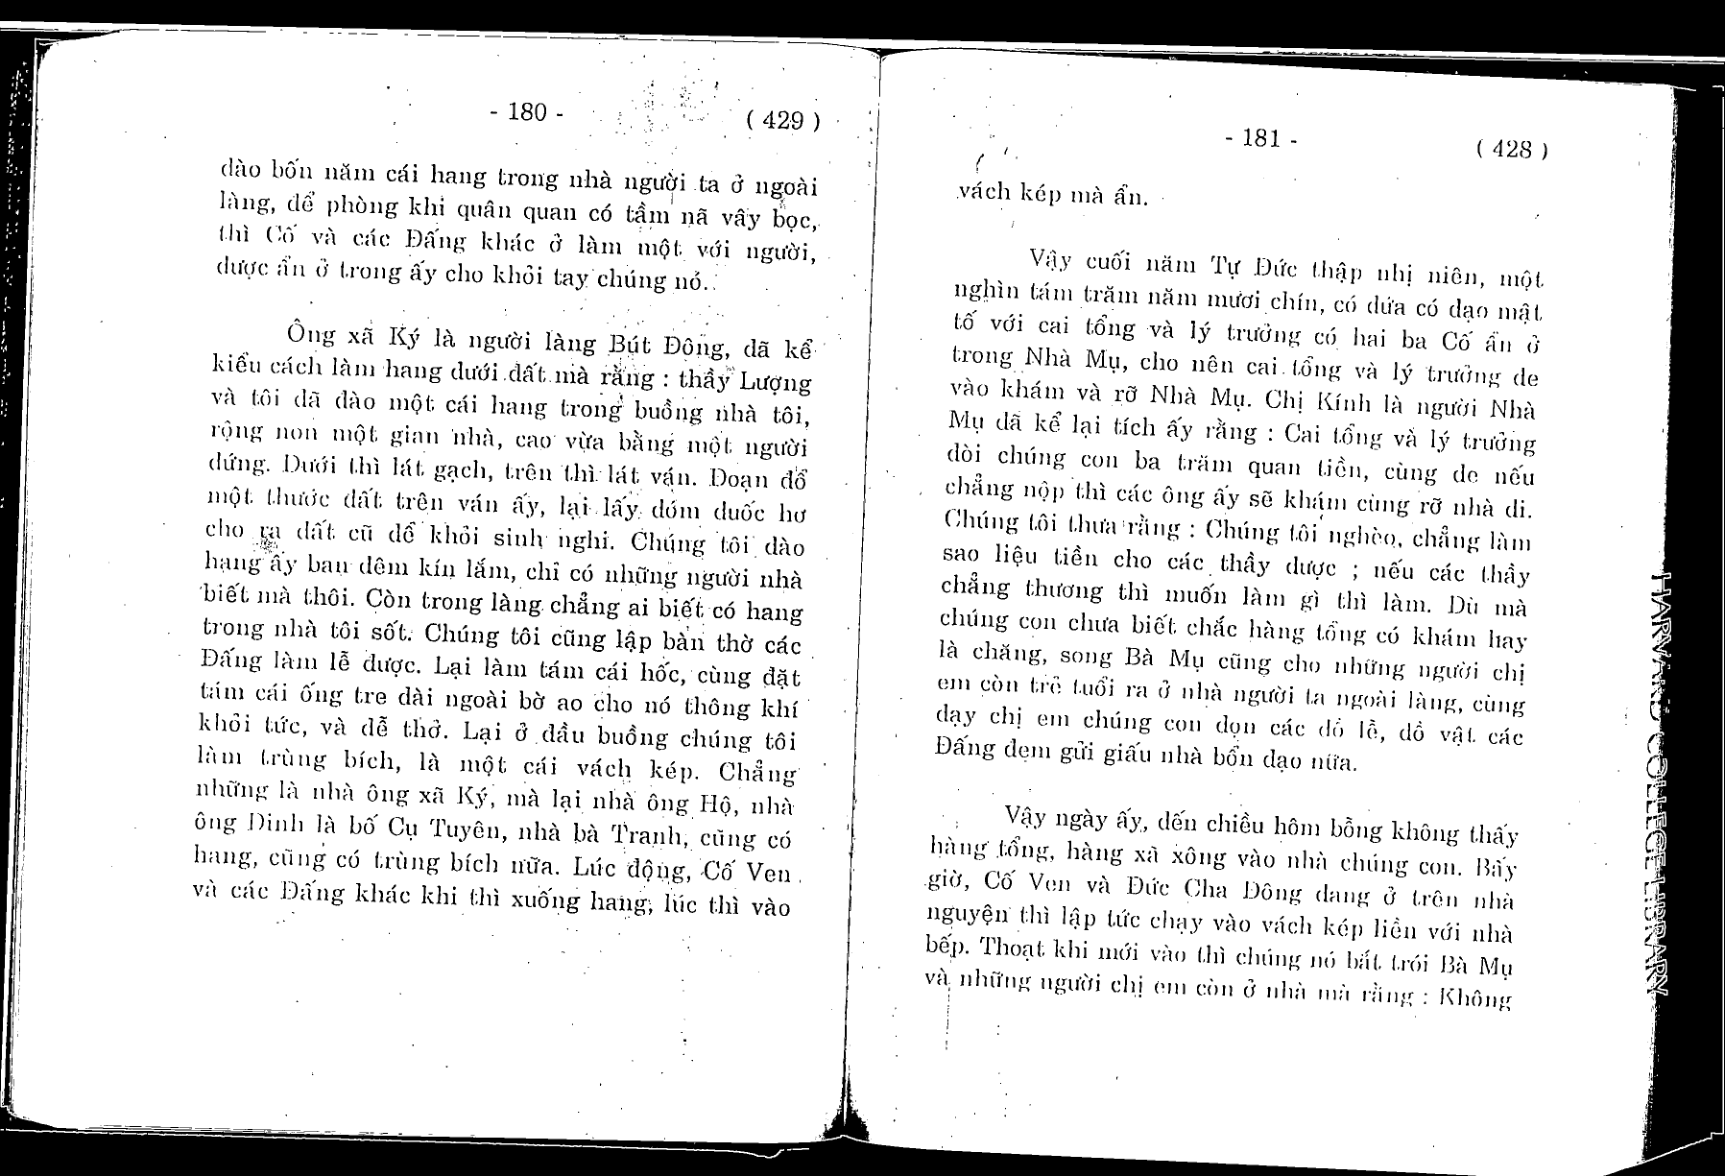 - 180 -
( 429 )
đào bốn năm cái hang trong nhà người ta ở ngoài
làng, để phòng khi quân quan có tầm nã vây bọc,
thì Cố và các Đấng khác ở làm một với người,
được ẩn ở trong ấy cho khỏi tay chúng nó.
Ông xã Ký là người làng Bút Đông, đã kể
kiểu cách làm hang dưới đất mà rằng : thầy Lượng
và tôi đã đào một cái hang trong buồng nhà tôi,
rộng non một gian nhà, cao vừa bằng một người
đứng. Dưới thì lát gạch, trên thì lát ván. Đoạn đổ
một thước đất trên ván ấy, lại lấy đóm đuốc hơ
cho ra đất cũ để khỏi sinh nghi. Chúng tôi đào
hang ấy ban đêm kín lắm, chỉ có những người nhà
biết mà thôi. Còn trong làng chẳng ai biết có hang
trong nhà tôi sốt. Chúng tôi cũng lập bàn thờ các
Đấng làm lễ được. Lại làm tám cái hốc, cùng đặt
tám cái ống tre dài ngoài bờ ao cho nó thông khí
khỏi tức, và dễ thở. Lại ở đầu buồng chúng tôi
làm trùng bích, là một cái vách kép. Chẳng
những là nhà ông xã Ký, mà lại nhà ông Hộ, nhà
ông Dinh là bố Cụ Tuyên, nhà bà Tranh, cũng có
hang, cũng có trùng bích nữa. Lúc động, Cố Ven
và các Đấng khác khi thì xuống hang, lúc thì vào
- 181 -
( 428 )
vách kép mà ẩn.
Vậy cuối năm Tự Đức thập nhị niên, một
nghìn tám trăm năm mươi chín, có đứa có đạo mật
tố với cai tổng và lý trưởng có hai ba Cố ẩn ở
trong Nhà Mụ, cho nên cai tổng và lý trưởng đe
vào khám và rỡ Nhà Mụ. Chị Kính là người Nhà
Mụ đã kể lại tích ấy rằng : Cai tổng và lý trưởng
đòi chúng con ba trăm quan tiền, cùng đe nếu
chẳng nộp thì các ông ấy sẽ khám cùng rỡ nhà đi.
Chúng tôi thưa rằng : Chúng tôi nghèo, chẳng làm
sao liệu tiền cho các thầy được ; nếu các thầy
chẳng thương thì muốn làm gì thì làm. Dù mà
chúng con chưa biết chắc hàng tổng có khám hay
là chăng, song Bà Mụ cũng cho những người chị
em còn trẻ tuổi ra ở nhà người ta ngoài làng, cùng
dạy chị em chúng con dọn các đồ lễ, đồ vật các
Đấng đem gửi giấu nhà bổn đạo nữa.
Vậy ngày ấy, đến chiều hôm bỗng không thấy
hàng tổng, hàng xã xông vào nhà chúng con. Bấy
giờ, Cố Ven và Đức Cha Đông đang ở trên nhà
nguyện thì lập tức chạy vào vách kép liền với nhà
bếp. Thoạt khi mới vào thì chúng nó bắt trói Bà Mụ
và những người chị em còn ở nhà mà rằng : Không
HARVARD COLLEGE LIBRARY